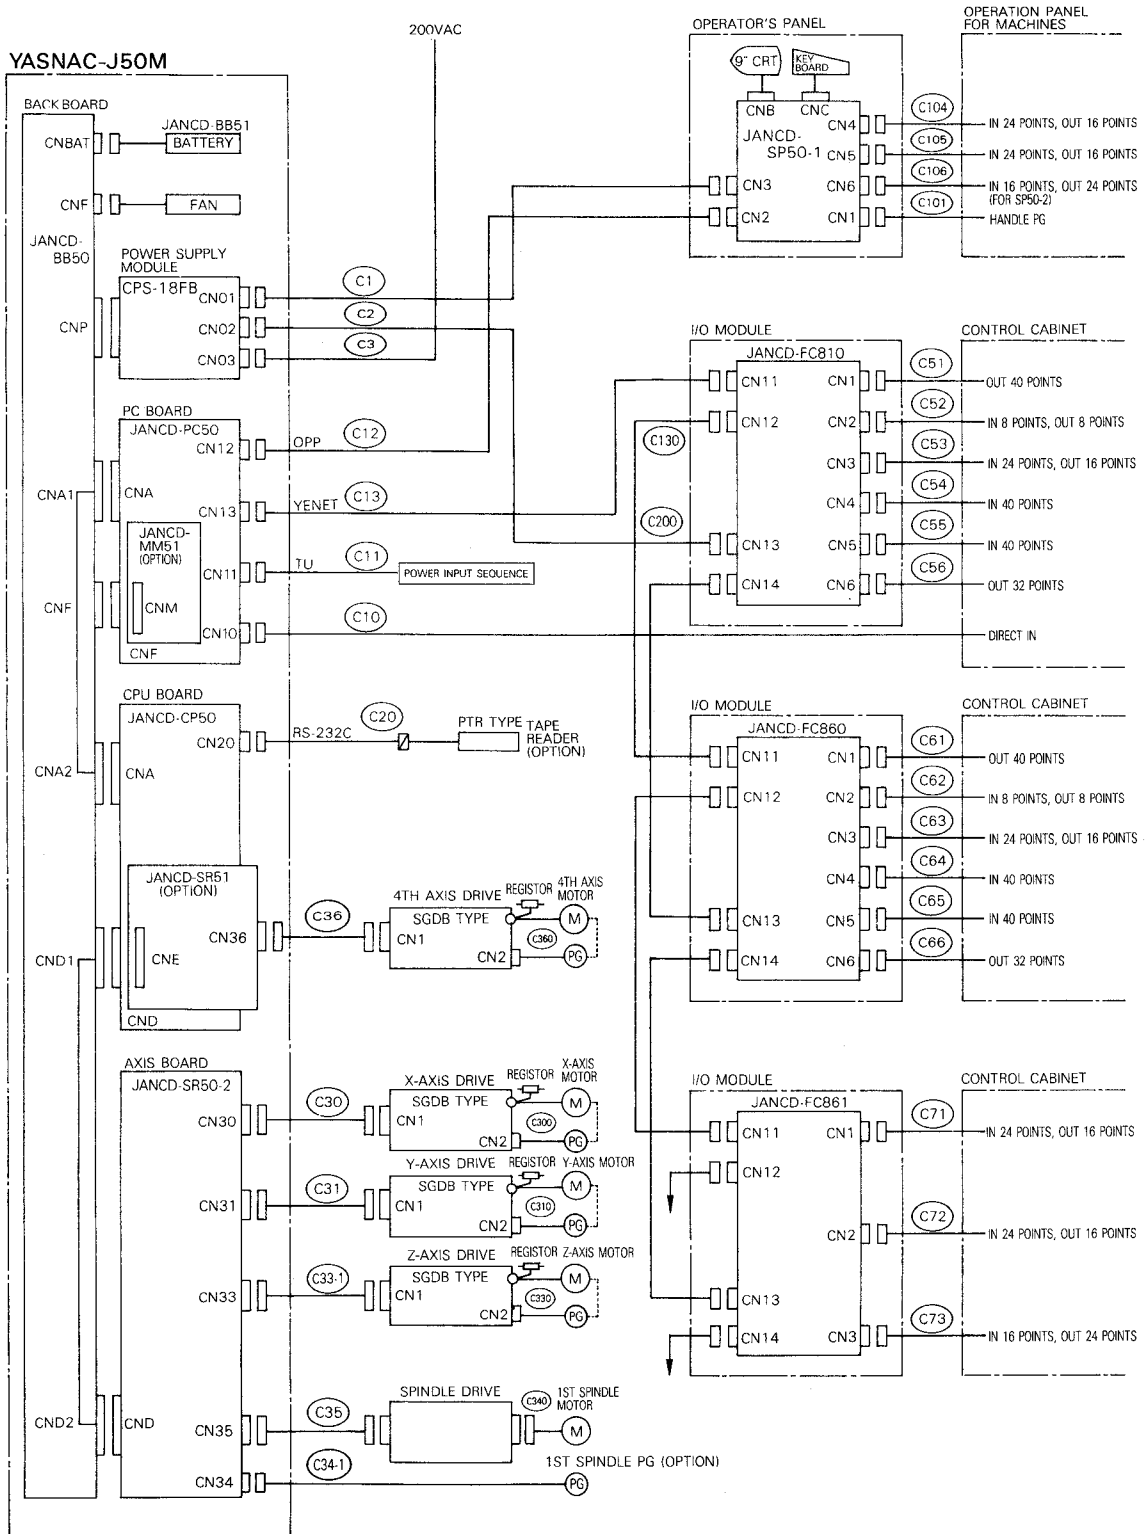 YASNAC-J50M
200VAC
BACK BOARD
CNBAT
JANCD-BB51
BATTERY
CNF
FAN
JANCD-
BB50
POWER SUPPLY
MODULE
CPS-18FB
CNP
CN01
CN02
CN03
C1
C2
C3
PC BOARD
JANCD-PC50
CN12
OPP
C12
CNA1
CNA
CN13
YENET
C13
JANCD-
MM51
(OPTION)
CN11
TU
C11
POWER INPUT SEQUENCE
CNF
CNM
CN10
C10
CNF
CPU BOARD
JANCD-CP50
CN20
RS-232C
C20
PTR TYPE
TAPE
READER
(OPTION)
CNA2
CNA
JANCD-SR51
(OPTION)
CN36
C36
CND1
CNE
CND
4TH AXIS DRIVE
SGDB TYPE
CN1
CN2
REGISTOR
4TH AXIS
MOTOR
M
C360
PG
AXIS BOARD
JANCD-SR50-2
CN30
C30
X-AXIS DRIVE
SGDB TYPE
CN1
CN2
REGISTOR
X-AXIS
MOTOR
M
C300
PG
CN31
C31
Y-AXIS DRIVE
SGDB TYPE
CN1
CN2
REGISTOR
Y-AXIS MOTOR
M
C310
PG
CN33
C33-1
Z-AXIS DRIVE
SGDB TYPE
CN1
CN2
REGISTOR
Z-AXIS MOTOR
M
C330
PG
CND2
CND
CN35
C35
SPINDLE DRIVE
C340
1ST SPINDLE
MOTOR
M
CN34
C34-1
1ST SPINDLE PG (OPTION)
PG
OPERATOR'S PANEL
9" CRT
KEY
BOARD
CNB
CNC
JANCD-
SP50-1
CN3
CN2
CN4
CN5
CN6
CN1
OPERATION PANEL
FOR MACHINES
C104
IN 24 POINTS, OUT 16 POINTS
C105
IN 24 POINTS, OUT 16 POINTS
C106
IN 16 POINTS, OUT 24 POINTS
(FOR SP50-2)
C101
HANDLE PG
I/O MODULE
JANCD-FC810
CN11
CN12
CN13
CN14
C130
C200
CN1
CN2
CN3
CN4
CN5
CN6
CONTROL CABINET
C51
OUT 40 POINTS
C52
IN 8 POINTS, OUT 8 POINTS
C53
IN 24 POINTS, OUT 16 POINTS
C54
IN 40 POINTS
C55
IN 40 POINTS
C56
OUT 32 POINTS
DIRECT IN
I/O MODULE
JANCD-FC860
CN11
CN12
CN13
CN14
CN1
CN2
CN3
CN4
CN5
CN6
CONTROL CABINET
C61
OUT 40 POINTS
C62
IN 8 POINTS, OUT 8 POINTS
C63
IN 24 POINTS, OUT 16 POINTS
C64
IN 40 POINTS
C65
IN 40 POINTS
C66
OUT 32 POINTS
I/O MODULE
JANCD-FC861
CN11
CN12
CN13
CN14
CN1
CN2
CN3
CONTROL CABINET
C71
IN 24 POINTS, OUT 16 POINTS
C72
IN 24 POINTS, OUT 16 POINTS
C73
IN 16 POINTS, OUT 24 POINTS